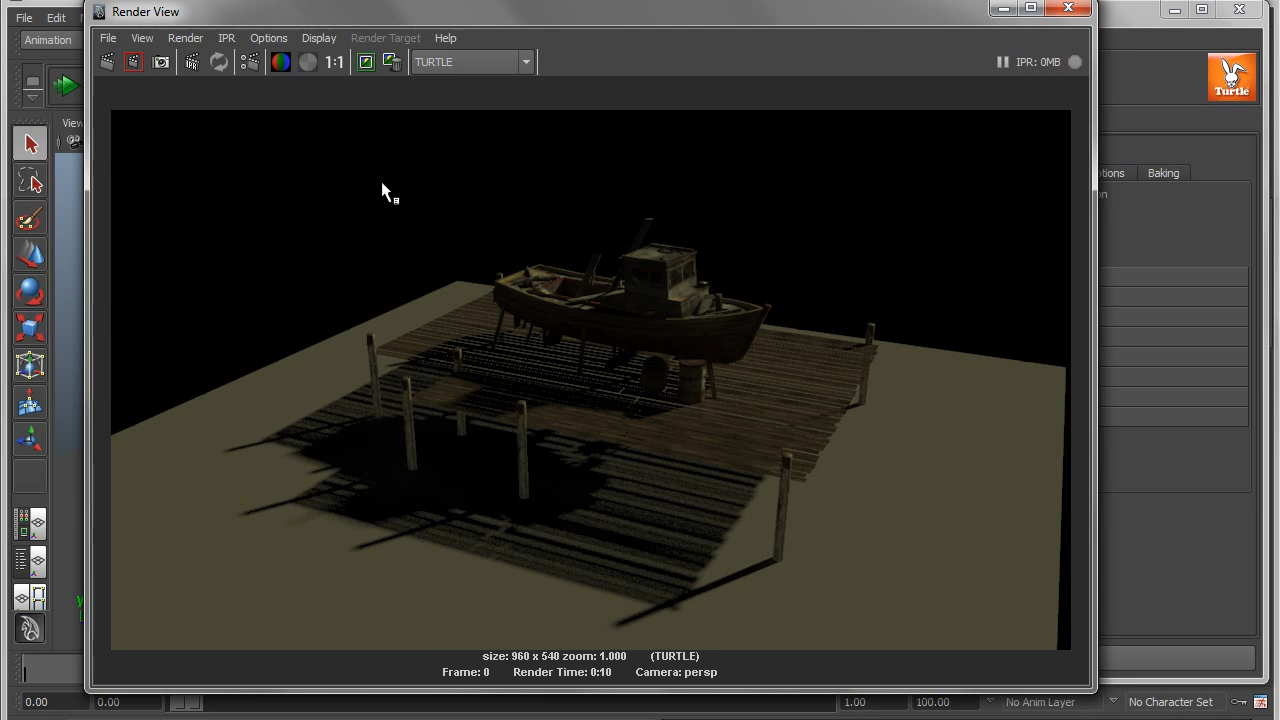 Render View
File Edit
File View Render IPR Options Display Render Target Help
Animation
1:1 TURTLE IPR: 0MB
Turtle
View
Baking
size: 960 x 540 zoom: 1.000 (TURTLE)
Frame: 0 Render Time: 0:10 Camera: persp
0.00 0.00 1.00 100.00 No Anim Layer No Character Set